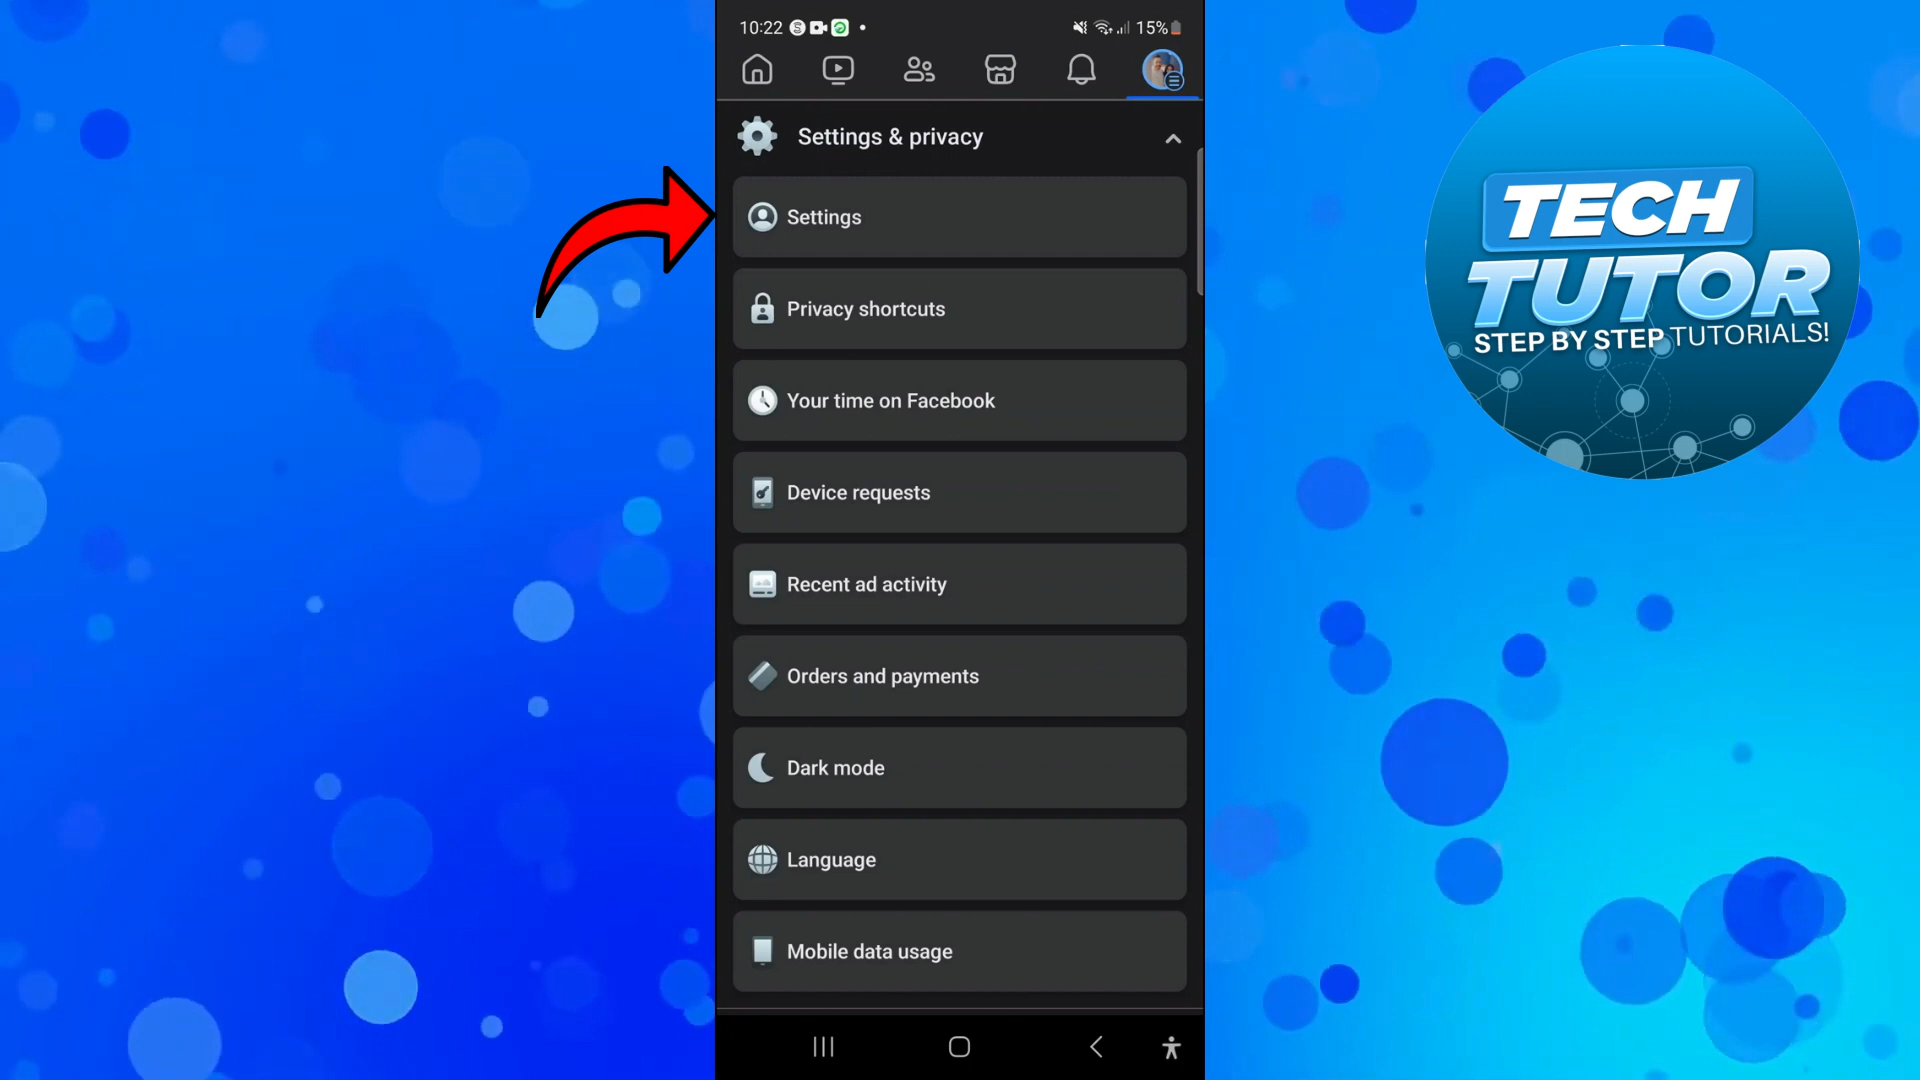 10:22
15%
Settings & privacy
Settings
Privacy shortcuts
Your time on Facebook
Device requests
Recent ad activity
Orders and payments
Dark mode
Language
Mobile data usage
TECH
TUTOR
STEP BY STEP TUTORIALS!